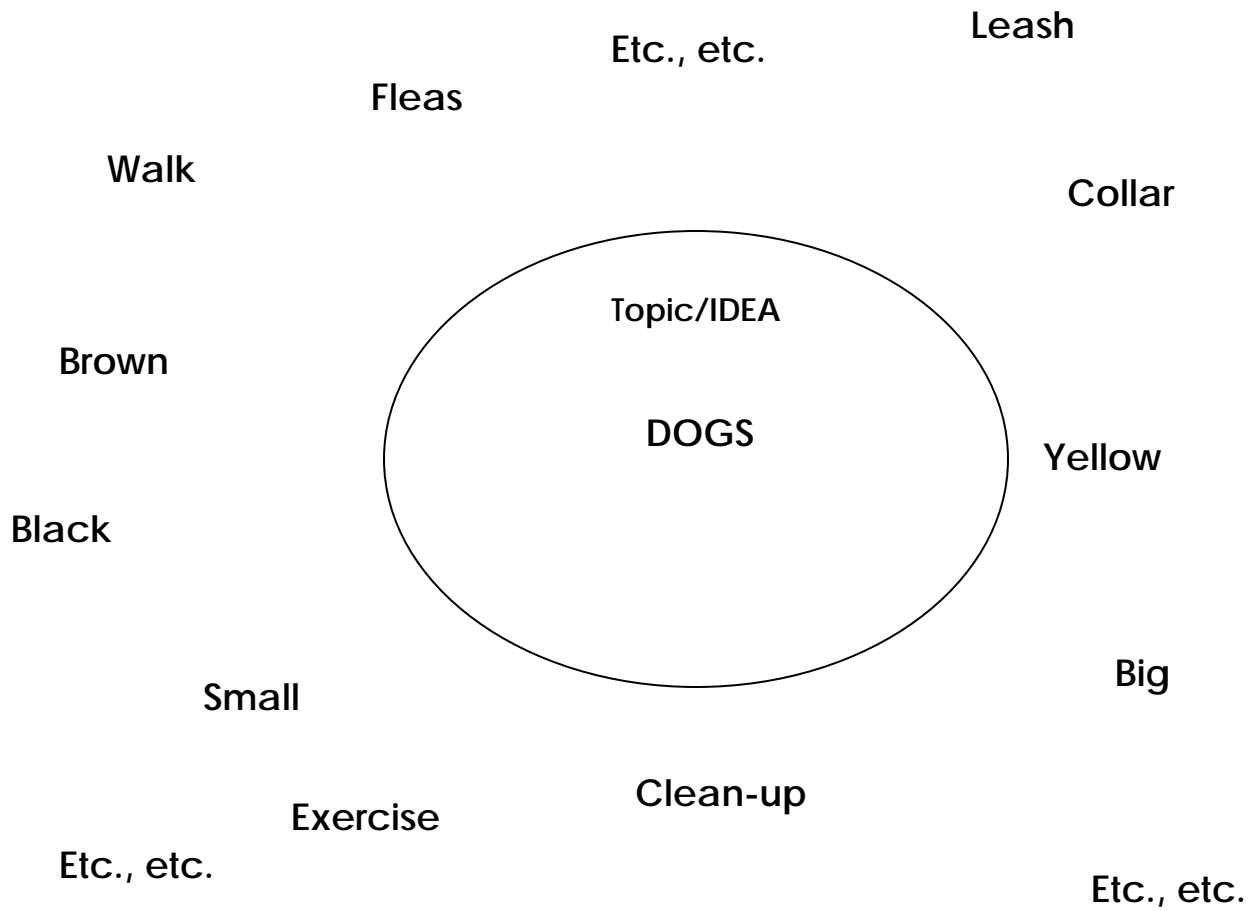 Leash
Etc., etc.
Fleas
Walk
Collar
Topic/IDEA
Brown
DOGS
Yellow
Black
Big
Small
Clean-up
Exercise
Etc., etc.
Etc., etc.